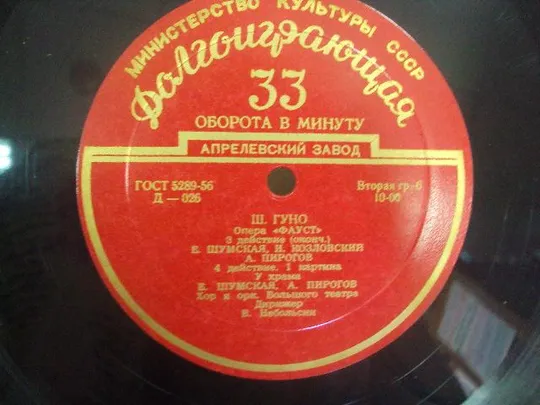 МИНИСТЕРСТВО КУЛЬТУРЫ СССР
Долгоиграющая
33
ОБОРОТА В МИНУТУ
АПРЕЛЕВСКИЙ ЗАВОД
ГОСТ 5289-56
Д — 026
Вторая гр-6
10-00
Ш. ГУНО
Опера «ФАУСТ»
3 действие (оконч.)
Е. ШУМСКАЯ, И. КОЗЛОВСКИЙ
А. ПИРОГОВ
4 действие. 1 картина
У храма
Е. ШУМСКАЯ, А. ПИРОГОВ
Хор и орк. Большого театра
Дирижер
В. Небольсин